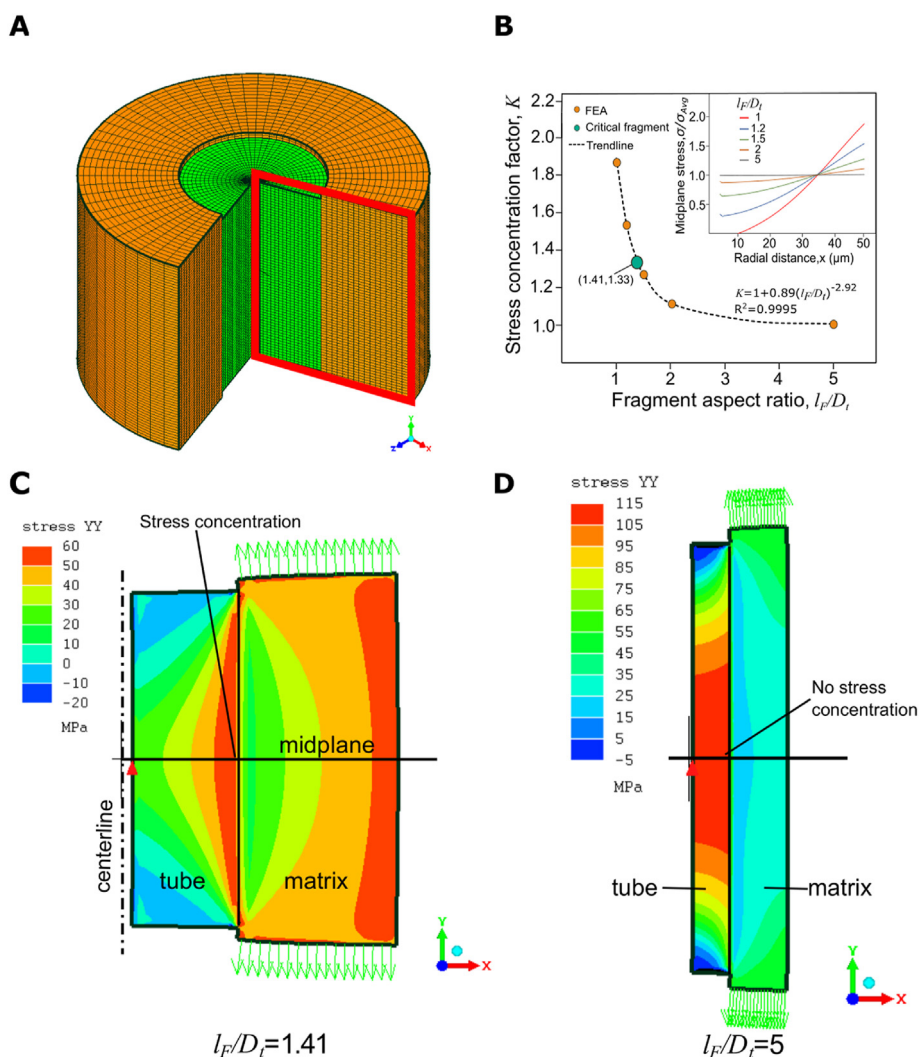 A
B
Stress concentration factor, K
2.2
2.0
1.8
1.6
1.4
1.2
1.0
FEA
Critical fragment
Trendline
(1.41,1.33)
Midplane stress,σ/σAvg
lF/Dt
1
1.2
1.5
2
5
2.0
1.5
1.0
0.5
10 20 30 40 50
Radial distance,x (μm)
K=1+0.89(lF/Dt)-2.92
R2=0.9995
1 2 3 4 5
Fragment aspect ratio, lF/Dt
Y
Z
X
C
stress YY
60
50
40
30
20
10
0
-10
-20
MPa
Stress concentration
midplane
centerline
tube
matrix
Y
X
lF/Dt=1.41
D
stress YY
115
105
95
85
75
65
55
45
35
25
15
5
-5
MPa
No stress
concentration
tube
matrix
Y
X
lF/Dt=5